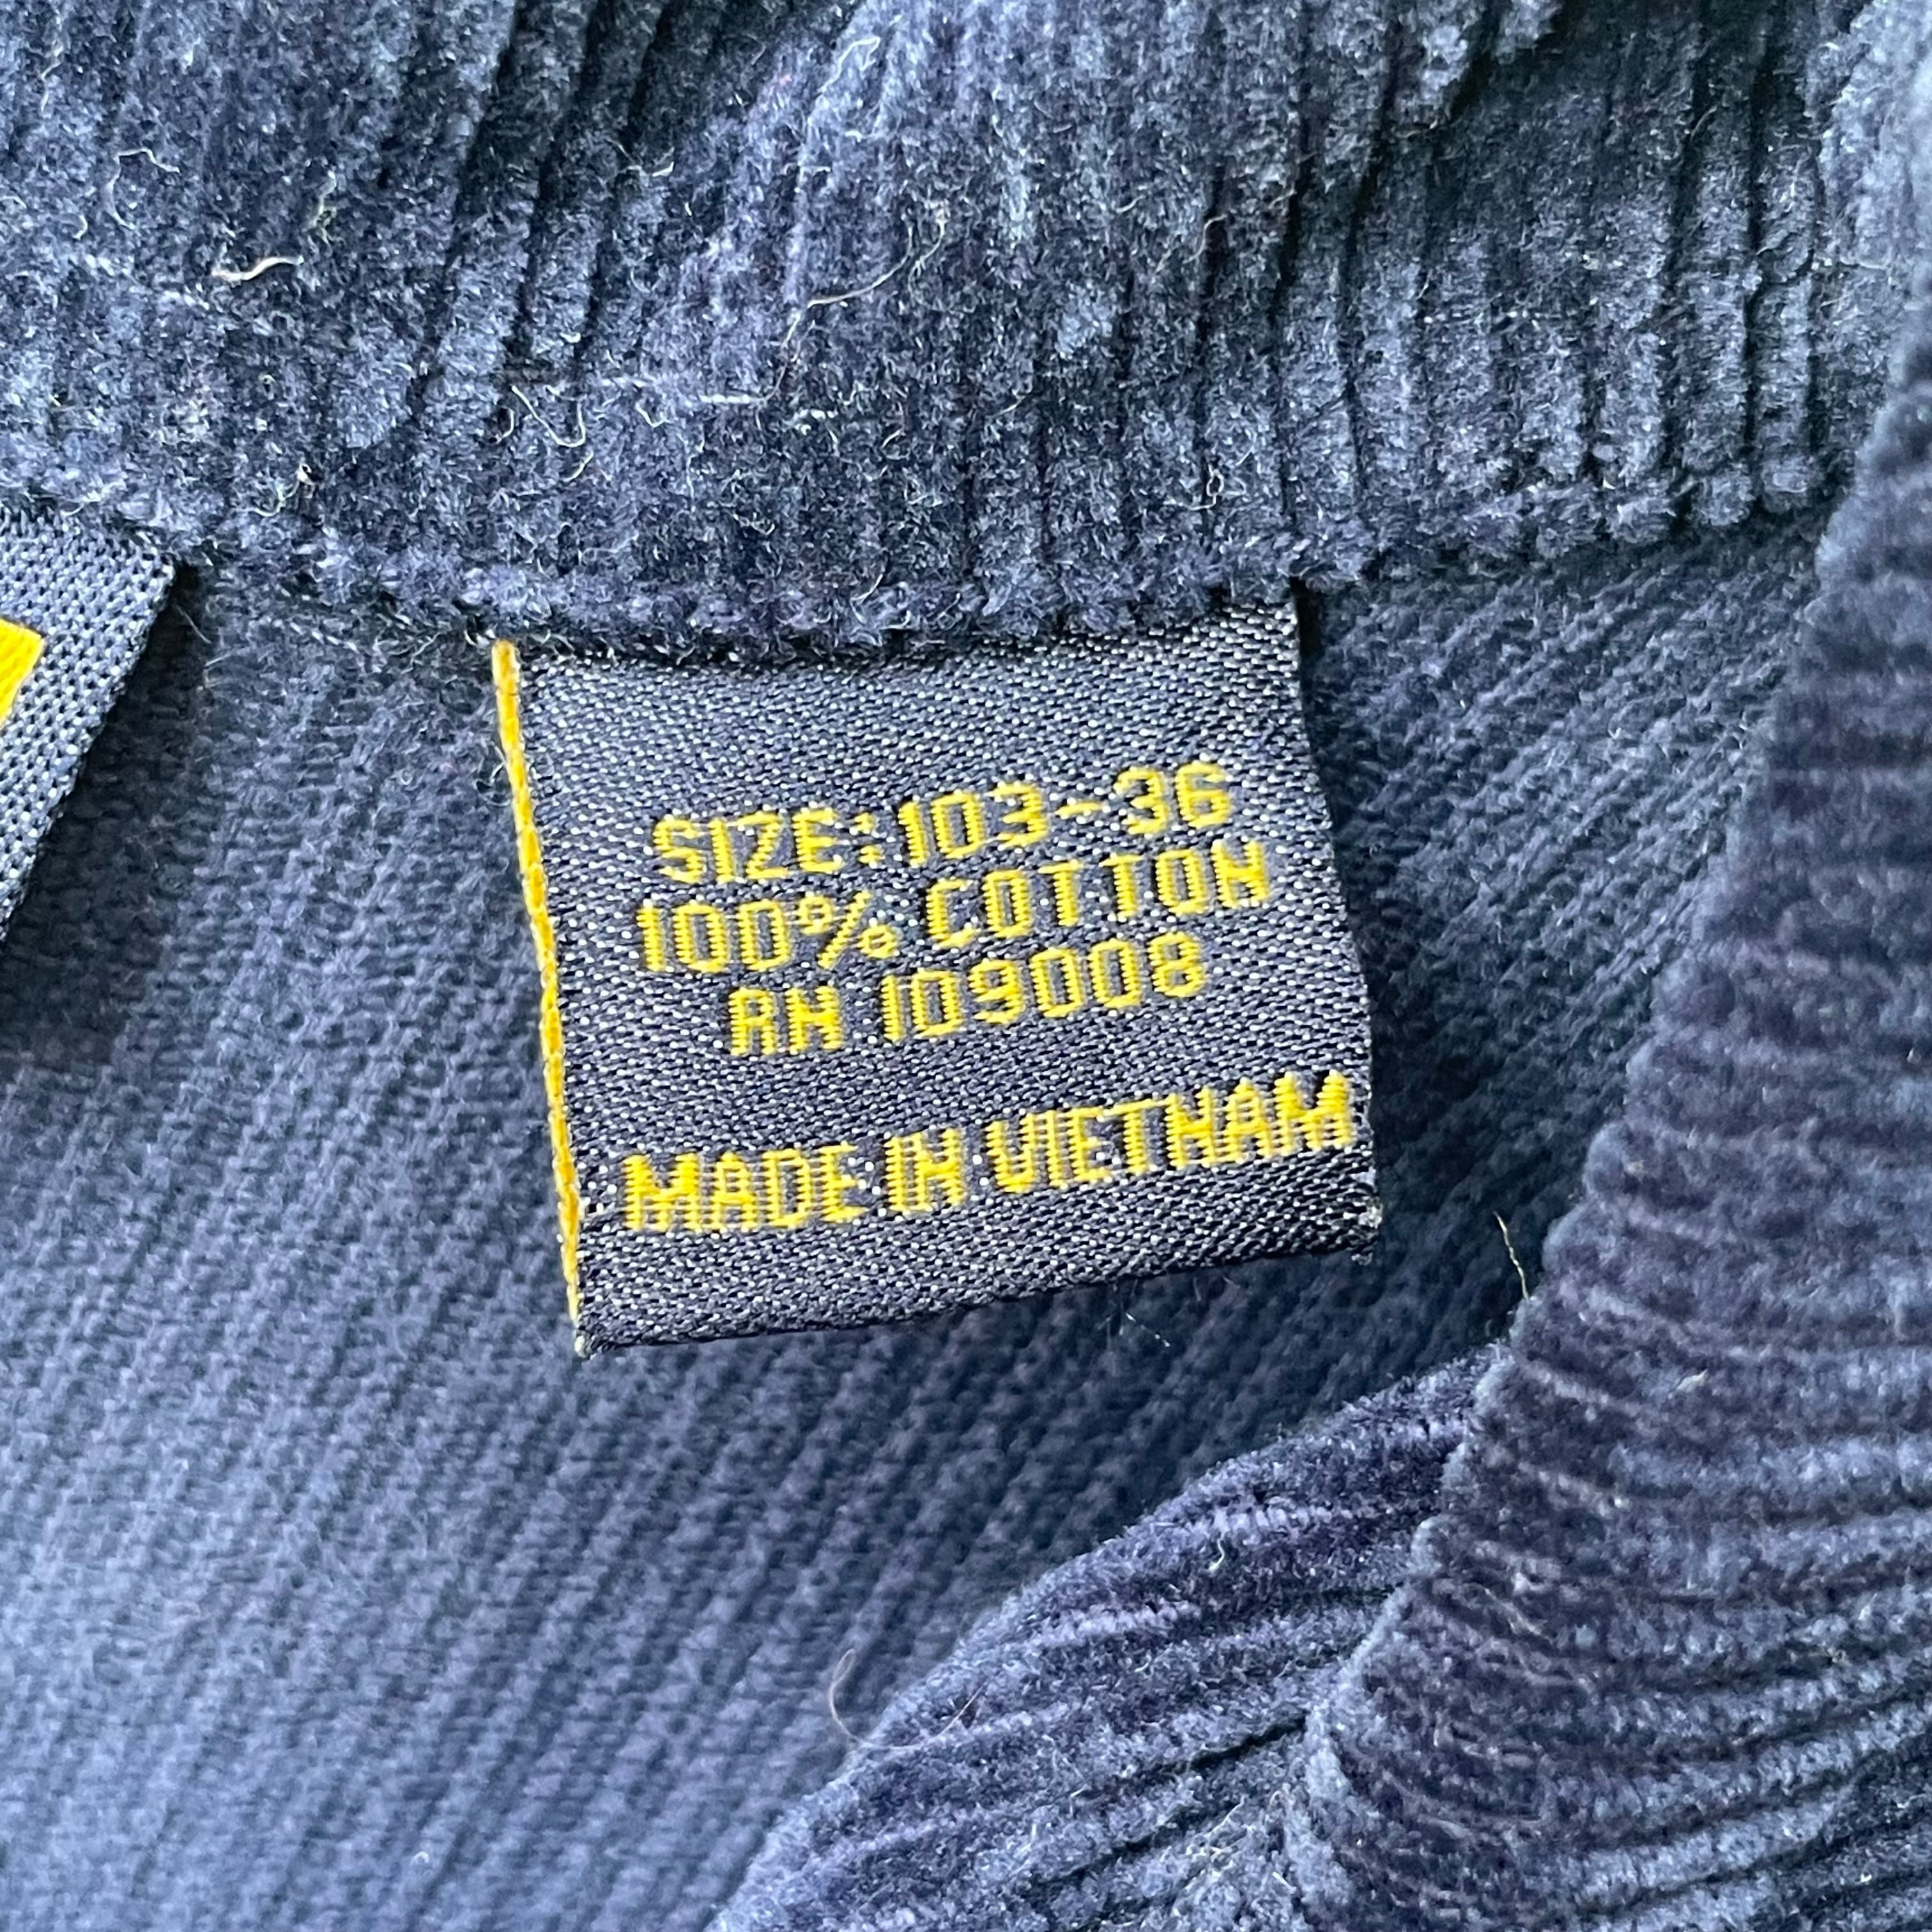 SIZE:103-36
100% COTTON
RN 109008
MADE IN VIETNAM